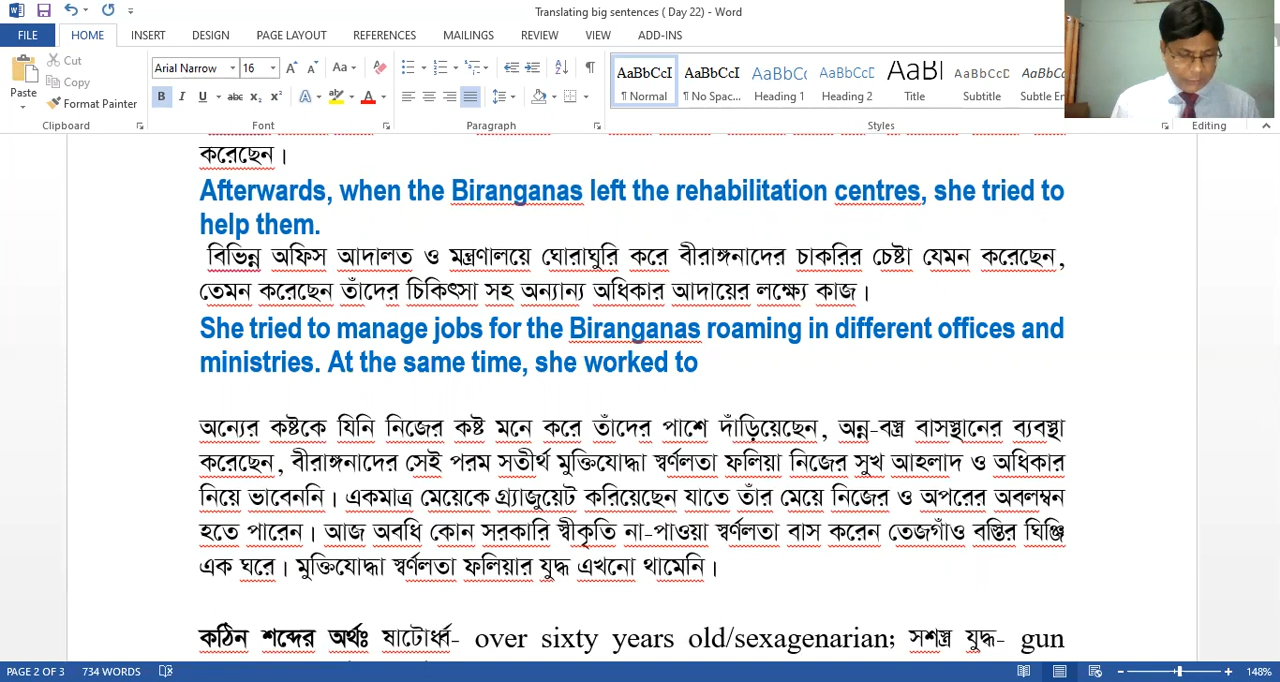 Translating big sentences ( Day 22) - Word
FILE HOME INSERT DESIGN PAGE LAYOUT REFERENCES MAILINGS REVIEW VIEW ADD-INS
Cut
Copy
Format Painter
Paste
Arial Narrow 16
AaBbCcI AaBbCcI AaBbCc AaBbCcD AaBl AaBbCcD AaBbCcD
¶ Normal ¶ No Spac... Heading 1 Heading 2 Title Subtitle Subtle En
Clipboard Font Paragraph Styles Editing
করেছেন।
Afterwards, when the Biranganas left the rehabilitation centres, she tried to
help them.
বিভিন্ন অফিস আদালত ও মন্ত্রণালয়ে ঘোরাঘুরি করে বীরাঙ্গনাদের চাকরির চেষ্টা যেমন করেছেন,
তেমন করেছেন তাঁদের চিকিৎসা সহ অন্যান্য অধিকার আদায়ের লক্ষ্যে কাজ।
She tried to manage jobs for the Biranganas roaming in different offices and
ministries. At the same time, she worked to
অন্যের কষ্টকে যিনি নিজের কষ্ট মনে করে তাঁদের পাশে দাঁড়িয়েছেন, অন্ন-বস্ত্র বাসস্থানের ব্যবস্থা
করেছেন, বীরাঙ্গনাদের সেই পরম সতীর্থ মুক্তিযোদ্ধা স্বর্ণলতা ফলিয়া নিজের সুখ আহলাদ ও অধিকার
নিয়ে ভাবেননি। একমাত্র মেয়েকে গ্র্যাজুয়েট করিয়েছেন যাতে তাঁর মেয়ে নিজের ও অপরের অবলম্বন
হতে পারেন। আজ অবধি কোন সরকারি স্বীকৃতি না-পাওয়া স্বর্ণলতা বাস করেন তেজগাঁও বস্তির ঘিঞ্জি
এক ঘরে। মুক্তিযোদ্ধা স্বর্ণলতা ফলিয়ার যুদ্ধ এখনো থামেনি।
কঠিন শব্দের অর্থঃ ষাটোর্ধ্ব- over sixty years old/sexagenarian; সশস্ত্র যুদ্ধ- gun
PAGE 2 OF 3 734 WORDS 148%